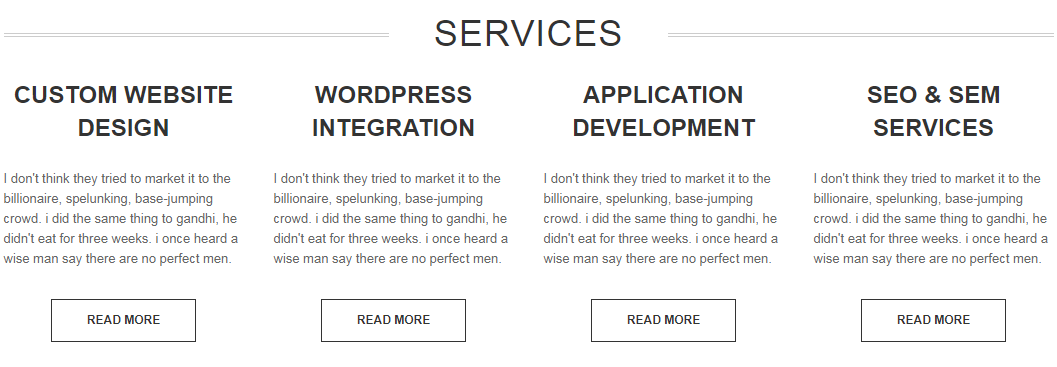 SERVICES
CUSTOM WEBSITE
DESIGN
I don't think they tried to market it to the
billionaire, spelunking, base-jumping
crowd. i did the same thing to gandhi, he
didn't eat for three weeks. i once heard a
wise man say there are no perfect men.
READ MORE
WORDPRESS
INTEGRATION
I don't think they tried to market it to the
billionaire, spelunking, base-jumping
crowd. i did the same thing to gandhi, he
didn't eat for three weeks. i once heard a
wise man say there are no perfect men.
READ MORE
APPLICATION
DEVELOPMENT
I don't think they tried to market it to the
billionaire, spelunking, base-jumping
crowd. i did the same thing to gandhi, he
didn't eat for three weeks. i once heard a
wise man say there are no perfect men.
READ MORE
SEO & SEM
SERVICES
I don't think they tried to market it to the
billionaire, spelunking, base-jumping
crowd. i did the same thing to gandhi, he
didn't eat for three weeks. i once heard a
wise man say there are no perfect men.
READ MORE